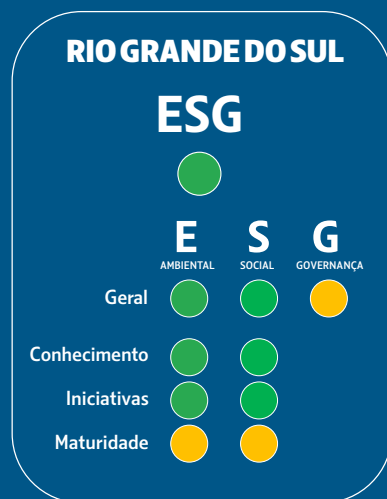 RIO GRANDE DO SUL
ESG
E S G
AMBIENTAL SOCIAL GOVERNANÇA
Geral
Conhecimento
Iniciativas
Maturidade